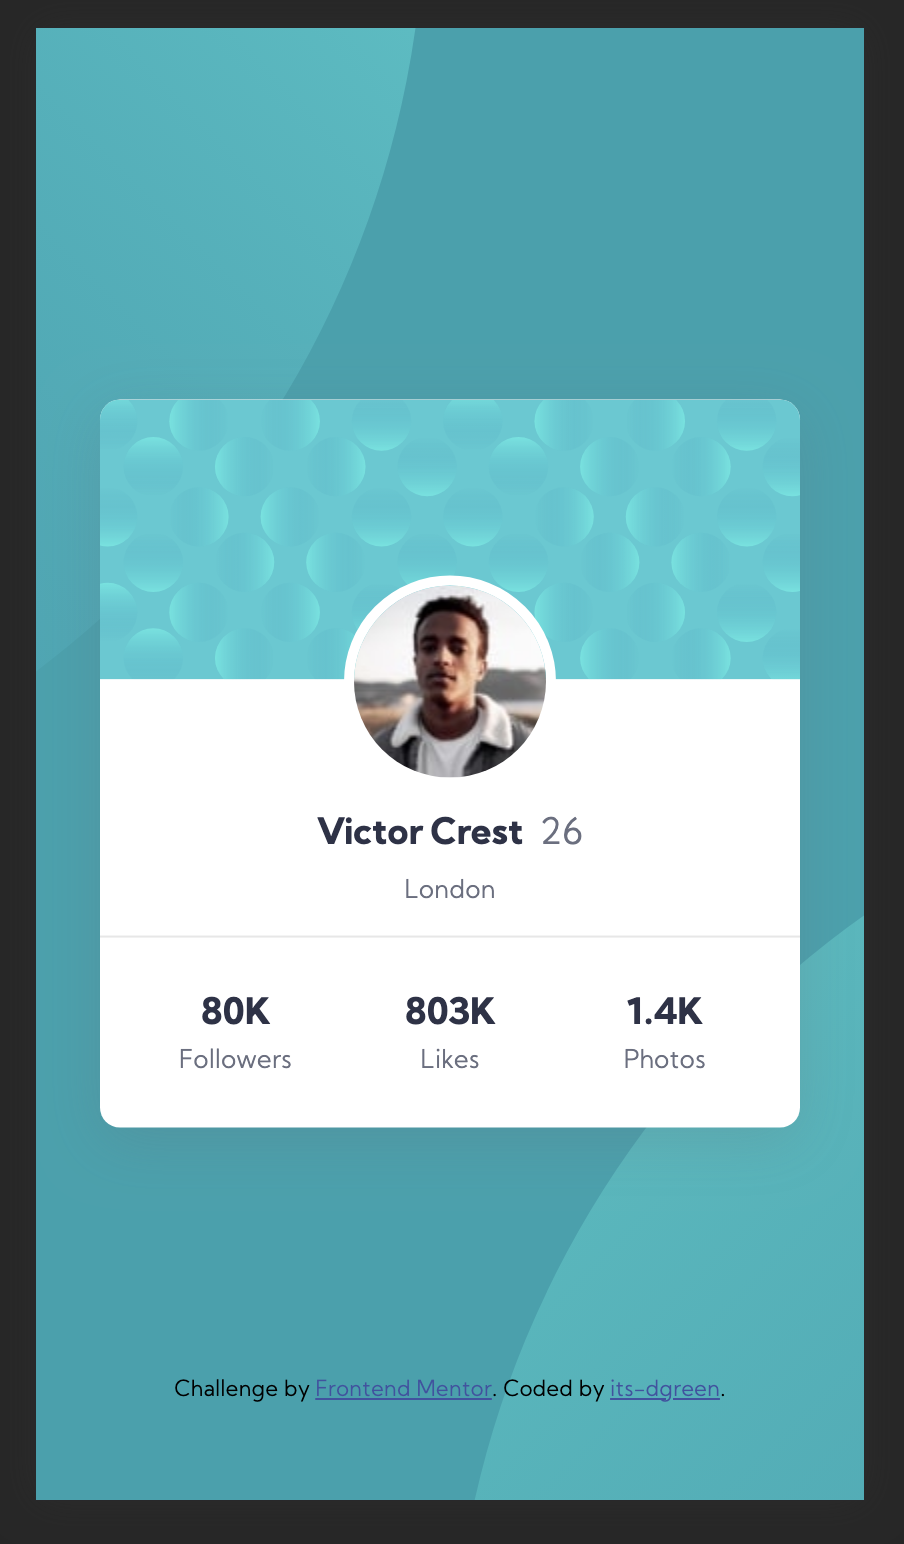 Victor Crest 26
London
80K 803K 1.4K
Followers Likes Photos
Challenge by Frontend Mentor. Coded by its-dgreen.